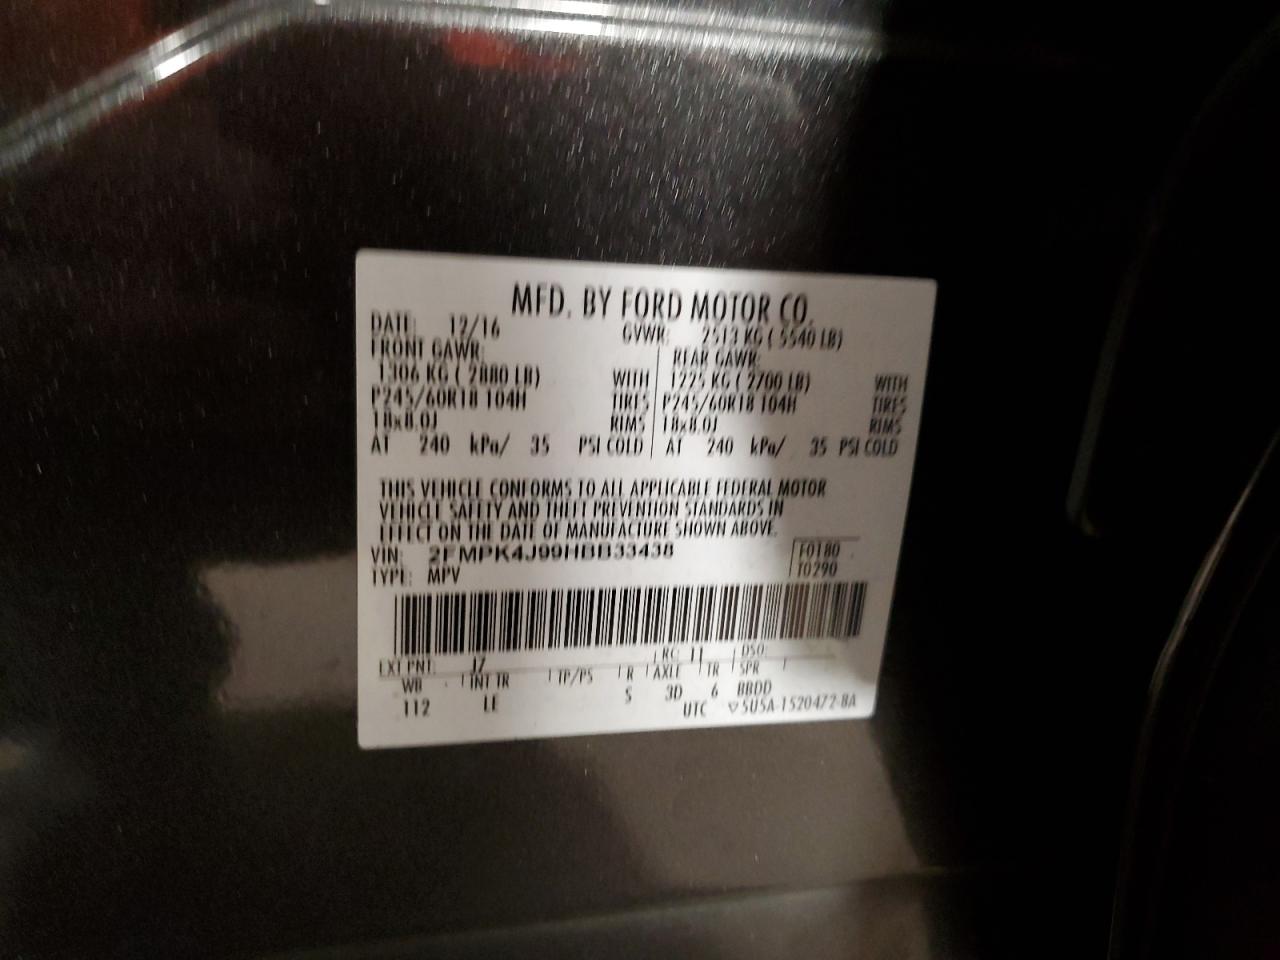 MFD. BY FORD MOTOR CO.
DATE: 12/16 GVWR: 2513 KG ( 5540 LB)
FRONT GAWR: REAR GAWR:
1306 KG ( 2880 LB) WITH 1225 KG ( 2700 LB) WITH
P245/60R18 104H TIRES P245/60R18 104H TIRES
18x8.0J RIMS 18x8.0J RIMS
AT 240 kPa/ 35 PSI COLD AT 240 kPa/ 35 PSI COLD
THIS VEHICLE CONFORMS TO ALL APPLICABLE FEDERAL MOTOR
VEHICLE SAFETY AND THEFT PREVENTION STANDARDS IN
EFFECT ON THE DATE OF MANUFACTURE SHOWN ABOVE.
VIN: 2FMPK4J99HBB33438 F0180
TYPE: MPV T0290
EXT PNT: J7 RC: 11 DSO:
WB INT TR TP/PS R AXLE TR SPR
112 LE S 3D 6 BBDD
UTC ▽5U5A-1520472-BA